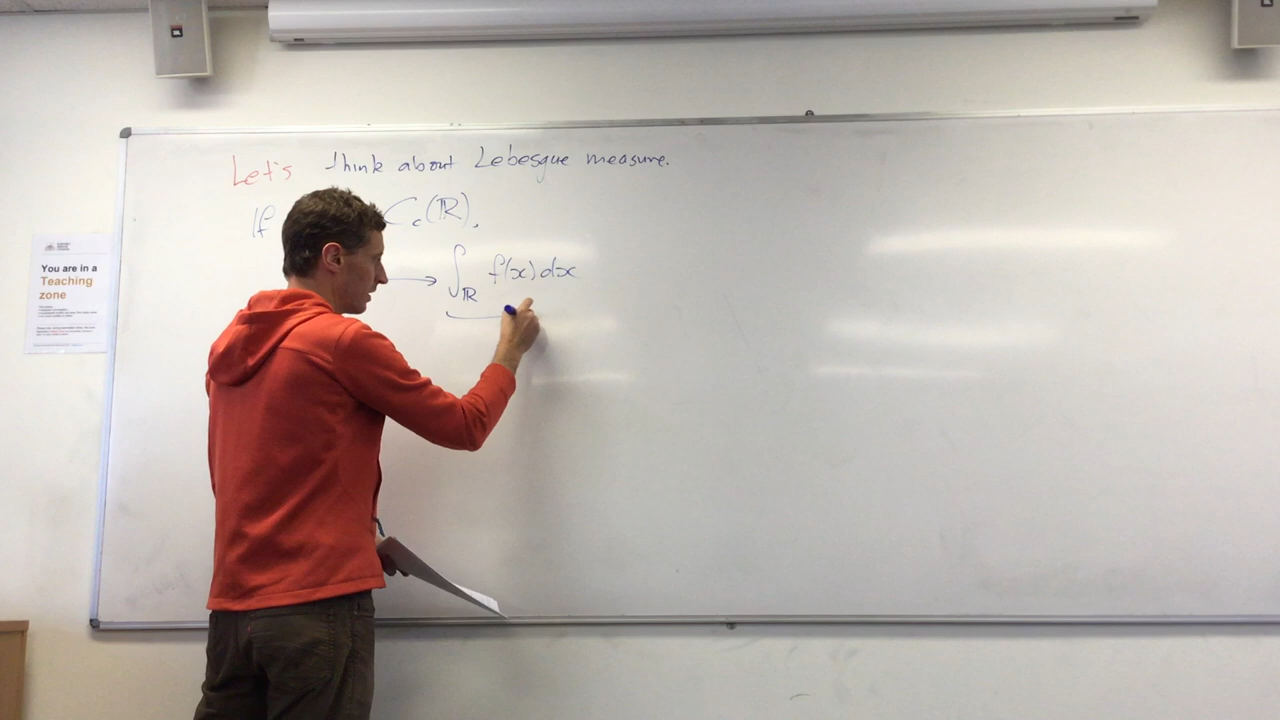 Let's think about Lebesgue measure.
If C_c(ℝ).
→ ∫_ℝ f(x) dx
You are in a
Teaching
zone